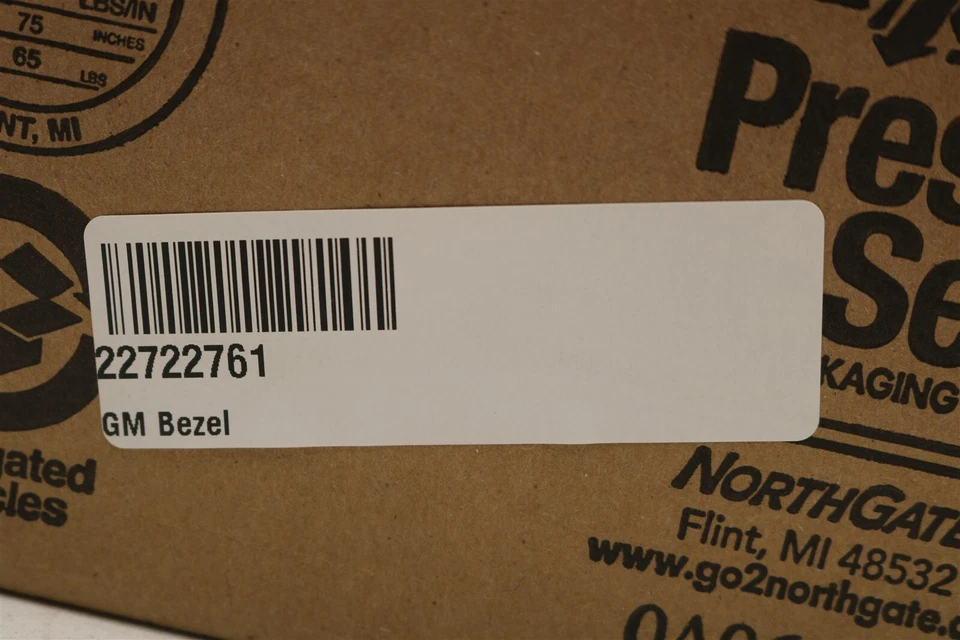 LBS/IN
75 INCHES
65 LBS
NT, MI
Pres
Se
22722761
GM Bezel
KAGING
gated
cles
NORTHGATE
Flint, MI 48532
www.go2northgate.c